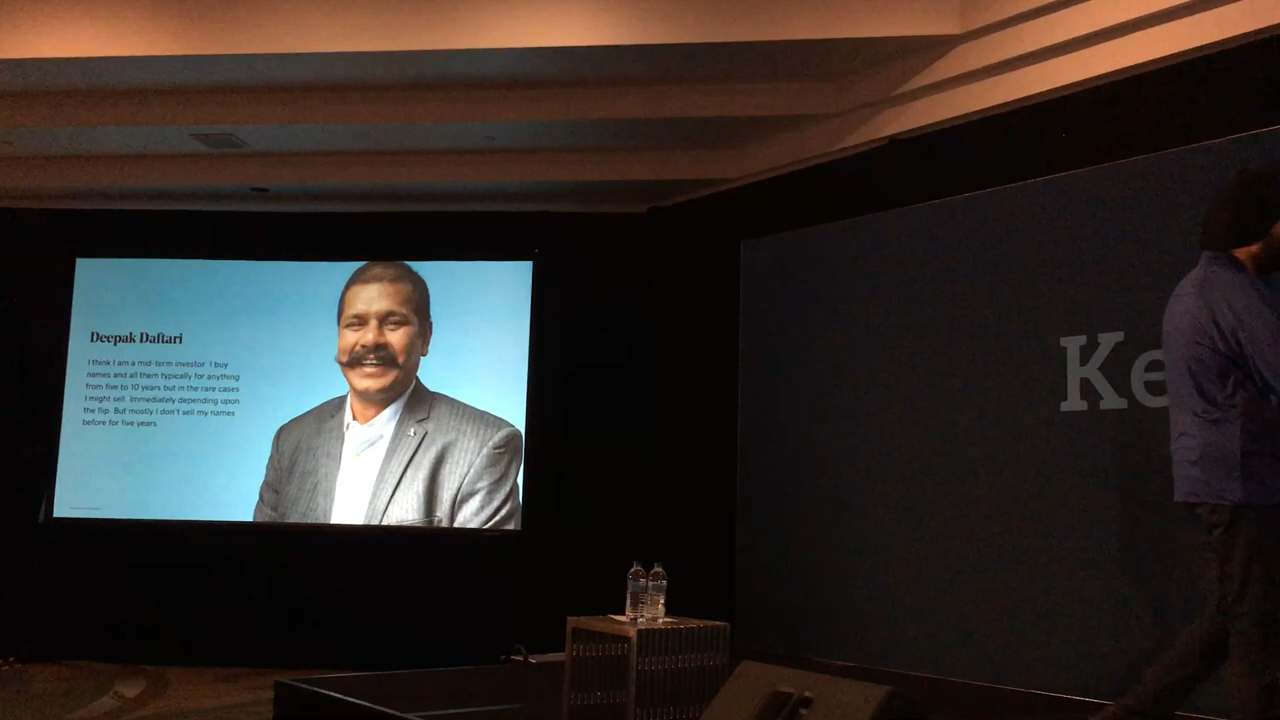 Deepak Daftari
I think I am a mid-term investor. I buy
names and all them typically for anything
from five to 10 years but in the rare cases
I might sell. Immediately depending upon
the flip. But mostly I don't sell my names
before for five years
Ke